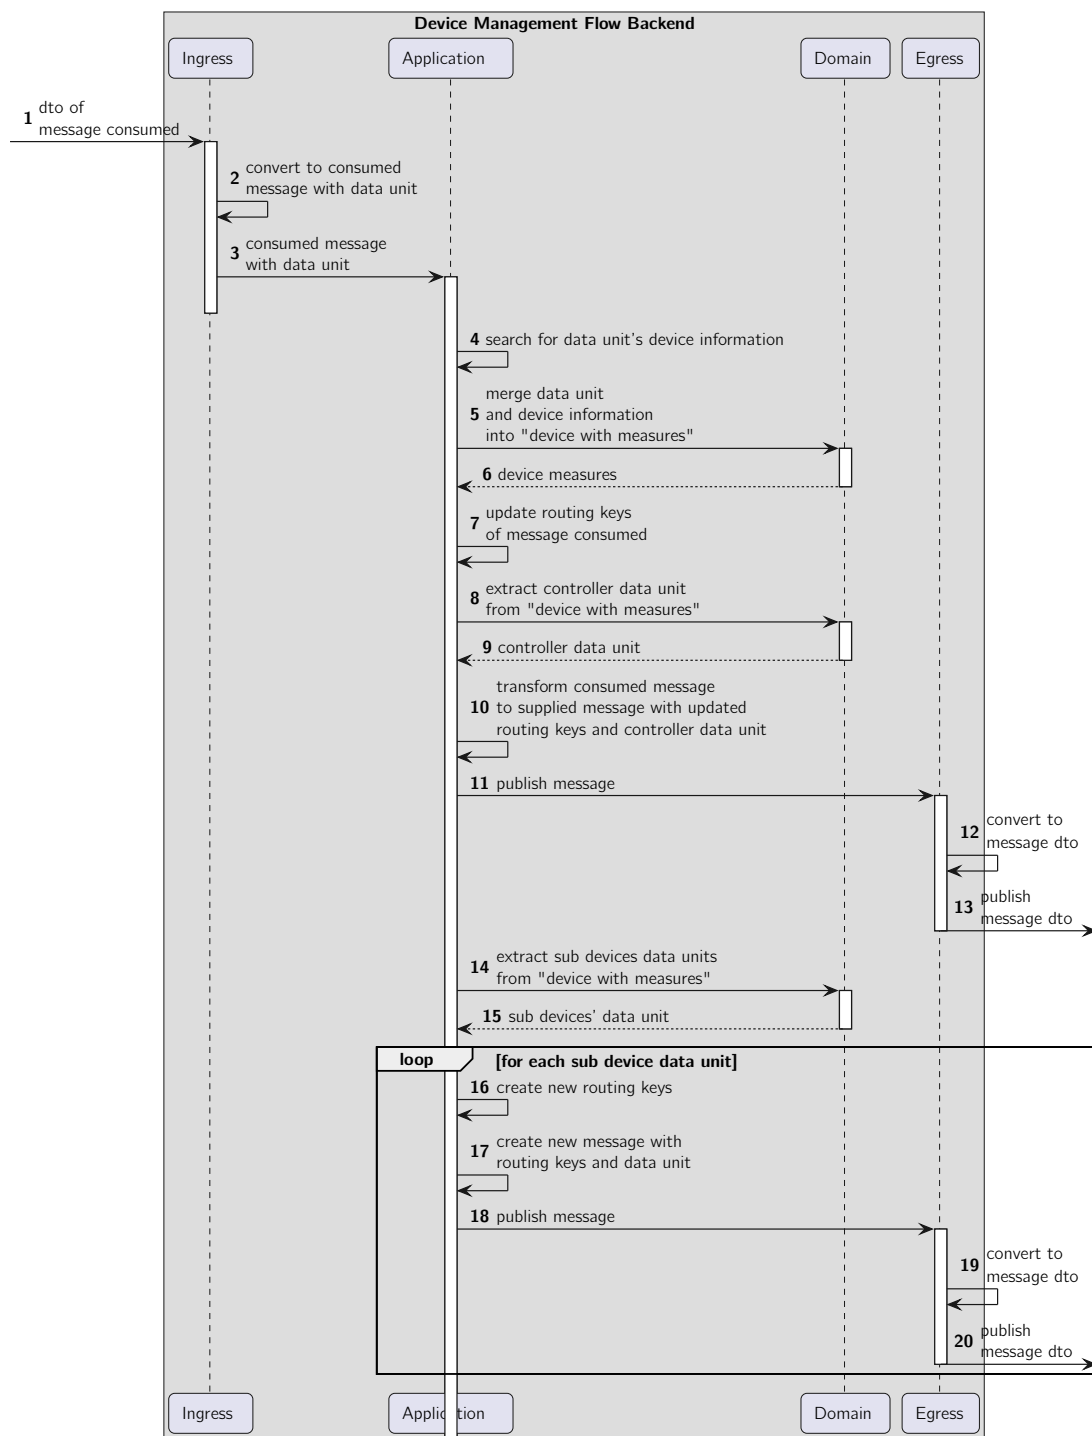 Device Management Flow Backend
Ingress
Application
Domain
Egress
1 dto of
message consumed
2 convert to consumed
message with data unit
3 consumed message
with data unit
4 search for data unit's device information
merge data unit
5 and device information
into "device with measures"
6 device measures
7 update routing keys
of message consumed
8 extract controller data unit
from "device with measures"
9 controller data unit
transform consumed message
10 to supplied message with updated
routing keys and controller data unit
11 publish message
12 convert to
message dto
13 publish
message dto
14 extract sub devices data units
from "device with measures"
15 sub devices' data unit
loop [for each sub device data unit]
16 create new routing keys
17 create new message with
routing keys and data unit
18 publish message
19 convert to
message dto
20 publish
message dto
Ingress
Application
Domain
Egress